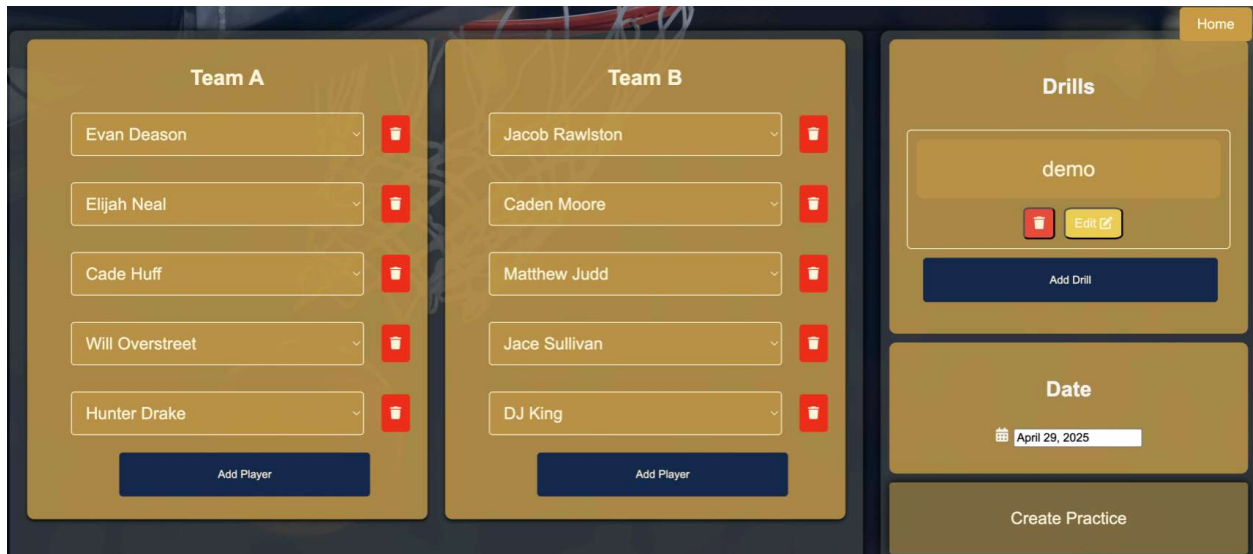 Home
Team A
Evan Deason
Elijah Neal
Cade Huff
Will Overstreet
Hunter Drake
Add Player
Team B
Jacob Rawlston
Caden Moore
Matthew Judd
Jace Sullivan
DJ King
Add Player
Drills
demo
Edit
Add Drill
Date
April 29, 2025
Create Practice